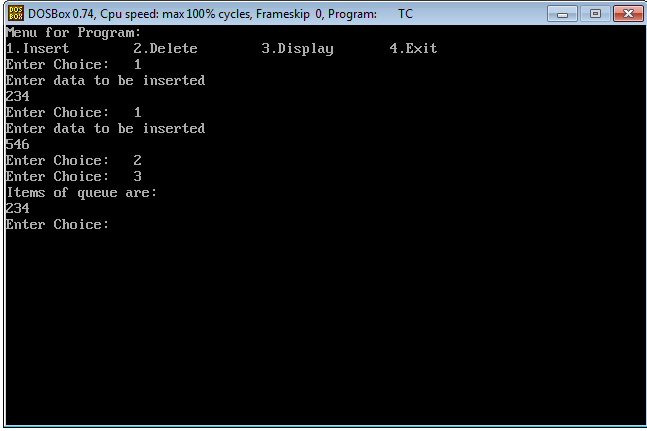 DOSBox 0.74, Cpu speed: max 100% cycles, Frameskip 0, Program: TC
Menu for Program:
1.Insert 2.Delete 3.Display 4.Exit
Enter Choice: 1
Enter data to be inserted
234
Enter Choice: 1
Enter data to be inserted
546
Enter Choice: 2
Enter Choice: 3
Items of queue are:
234
Enter Choice: